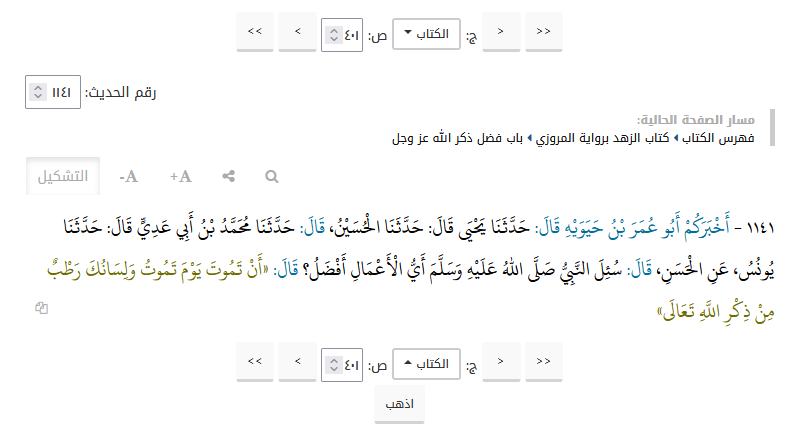 >> > ج: الكتاب ص: ٤٠١ < <<
رقم الحديث: ١١٤١
مسار الصفحة الحالية:
فهرس الكتاب كتاب الزهد برواية المروزي باب فضل ذكر الله عز وجل
A+ A- التشكيل
١١٤١ - أَخْبَرَكُمْ أَبُو عُمَرَ بْنُ حَيَوَيْهِ قَالَ: حَدَّثَنَا يَحْيَى قَالَ: حَدَّثَنَا الْحُسَيْنُ، قَالَ: حَدَّثَنَا مُحَمَّدُ بْنُ أَبِي عَدِيٍّ قَالَ: حَدَّثَنَا
يُونُسُ، عَنِ الْحَسَنِ، قَالَ: سُئِلَ النَّبِيُّ صَلَّى اللهُ عَلَيْهِ وَسَلَّمَ أَيُّ الْأَعْمَالِ أَفْضَلُ؟ قَالَ: «أَنْ تَمُوتَ يَوْمَ تَمُوتُ وَلِسَانُكَ رَطْبٌ
مِنْ ذِكْرِ اللَّهِ تَعَالَى»
>> > ج: الكتاب ص: ٤٠١ < <<
اذهب